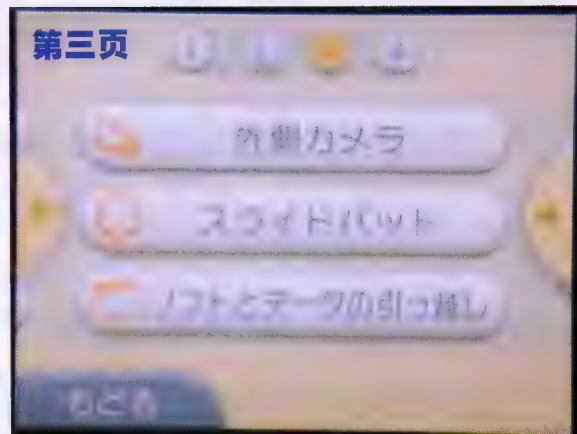 第三页
外側カメラ
スライドパッド
ソフトとデータの引っ越し
もどる